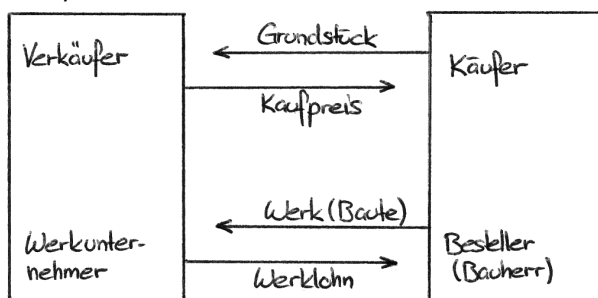 Grundstück
Verkäufer
Käufer
Kaufpreis
Werk (Baute)
Werkunter-
nehmer
Besteller
(Bauherr)
Werklohn